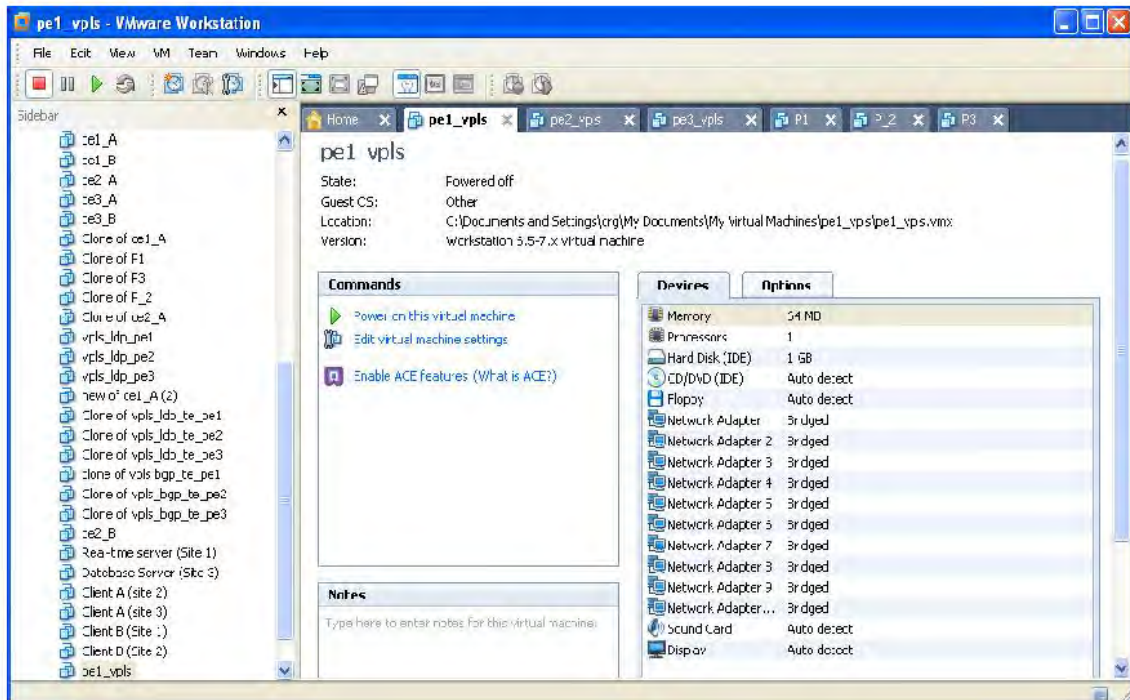 pe1_vpls - VMware Workstation
File Edit View VM Team Windows Help
Sidebar
Home pe1_vpls pe2_vpls pe3_vpls P1 P_2 P3
ce1_A
ce1_B
ce2_A
ce3_A
ce3_B
Clone of ce1_A
Clone of P1
Clone of P3
Clone of P_2
Clone of ce2_A
vpls_ldp_pe1
vpls_ldp_pe2
vpls_ldp_pe3
new of ce1_A (2)
Clone of vpls_ldp_te_pe1
Clone of vpls_ldp_te_pe2
Clone of vpls_ldp_te_pe3
clone of vpls bgp_te_pe1
Clone of vpls_bgp_te_pe2
Clone of vpls_bgp_te_pe3
ce2_B
Real-time server (Site 1)
Database Server (Site 3)
Client A (site 2)
Client A (site 3)
Client B (Site 1)
Client B (Site 2)
pe1_vpls
pe1_vpls
State: Powered off
Guest OS: Other
Location: C:\Documents and Settings\crg\My Documents\My Virtual Machines\pe1_vpls\pe1_vpls.vmx
Version: Workstation 6.5-7.x virtual machine
Commands
Power on this virtual machine
Edit virtual machine settings
Enable ACE features (What is ACE?)
Notes
Type here to enter notes for this virtual machine.
Devices Options
Memory 64 MB
Processors 1
Hard Disk (IDE) 1 GB
CD/DVD (IDE) Auto detect
Floppy Auto detect
Network Adapter Bridged
Network Adapter 2 Bridged
Network Adapter 3 Bridged
Network Adapter 4 Bridged
Network Adapter 5 Bridged
Network Adapter 6 Bridged
Network Adapter 7 Bridged
Network Adapter 8 Bridged
Network Adapter 9 Bridged
Network Adapter... Bridged
Sound Card Auto detect
Display Auto detect